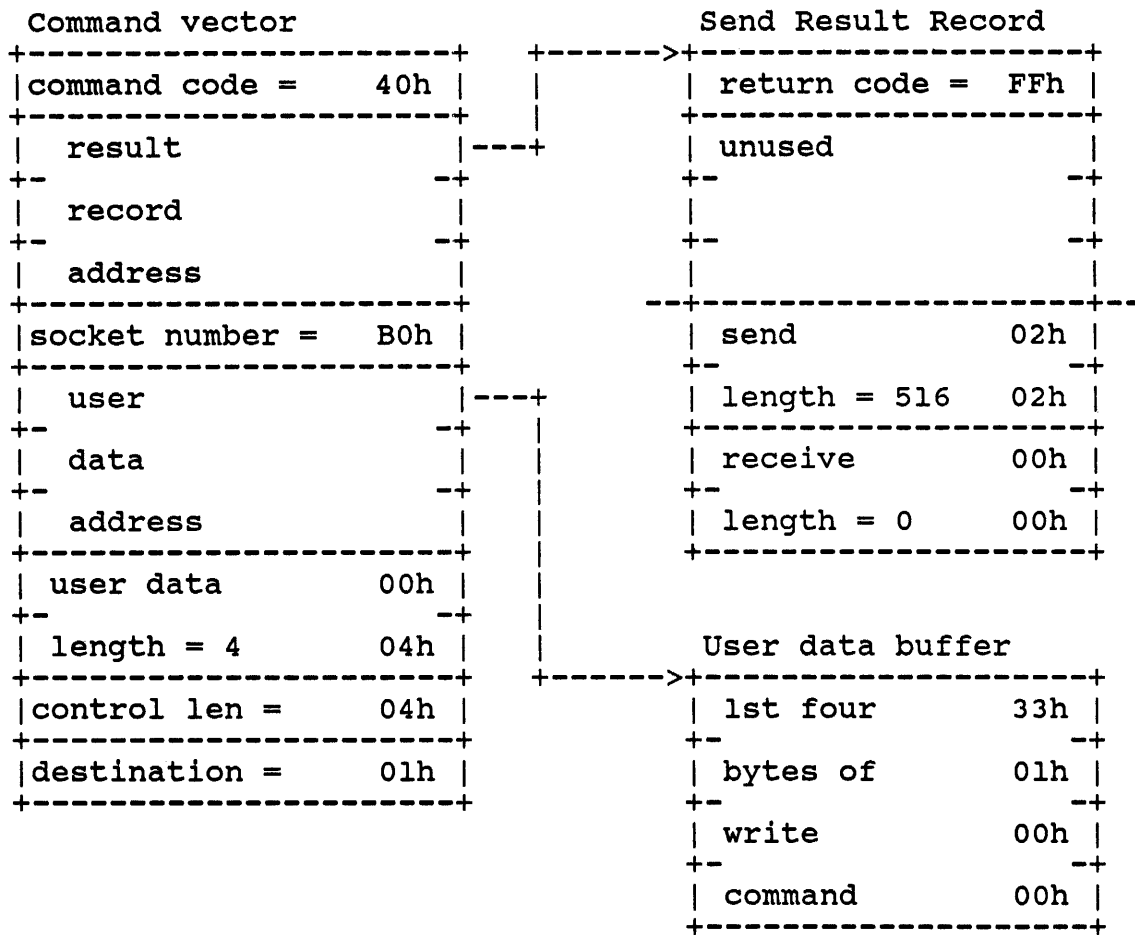 Command vector
command code = 40h
result
record
address
socket number = B0h
user
data
address
user data 00h
length = 4 04h
control len = 04h
destination = 01h
Send Result Record
return code = FFh
unused
send 02h
length = 516 02h
receive 00h
length = 0 00h
User data buffer
1st four 33h
bytes of 01h
write 00h
command 00h